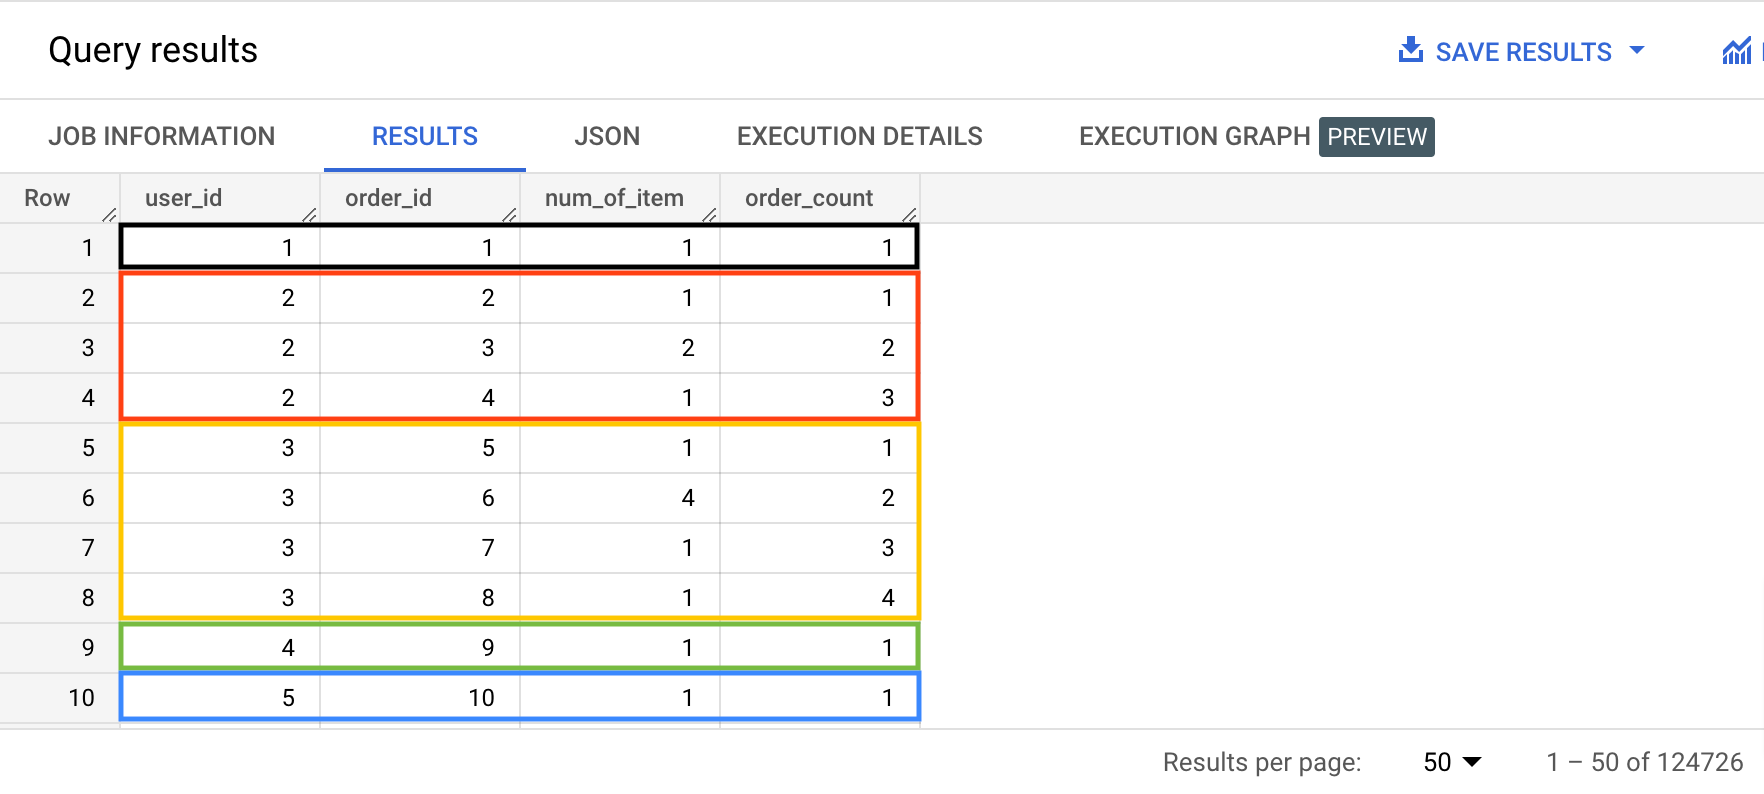 Query results SAVE RESULTS
JOB INFORMATION RESULTS JSON EXECUTION DETAILS EXECUTION GRAPH PREVIEW
Row user_id order_id num_of_item order_count
1 1 1 1 1
2 2 2 1 1
3 2 3 2 2
4 2 4 1 3
5 3 5 1 1
6 3 6 4 2
7 3 7 1 3
8 3 8 1 4
9 4 9 1 1
10 5 10 1 1
Results per page: 50 1 – 50 of 124726